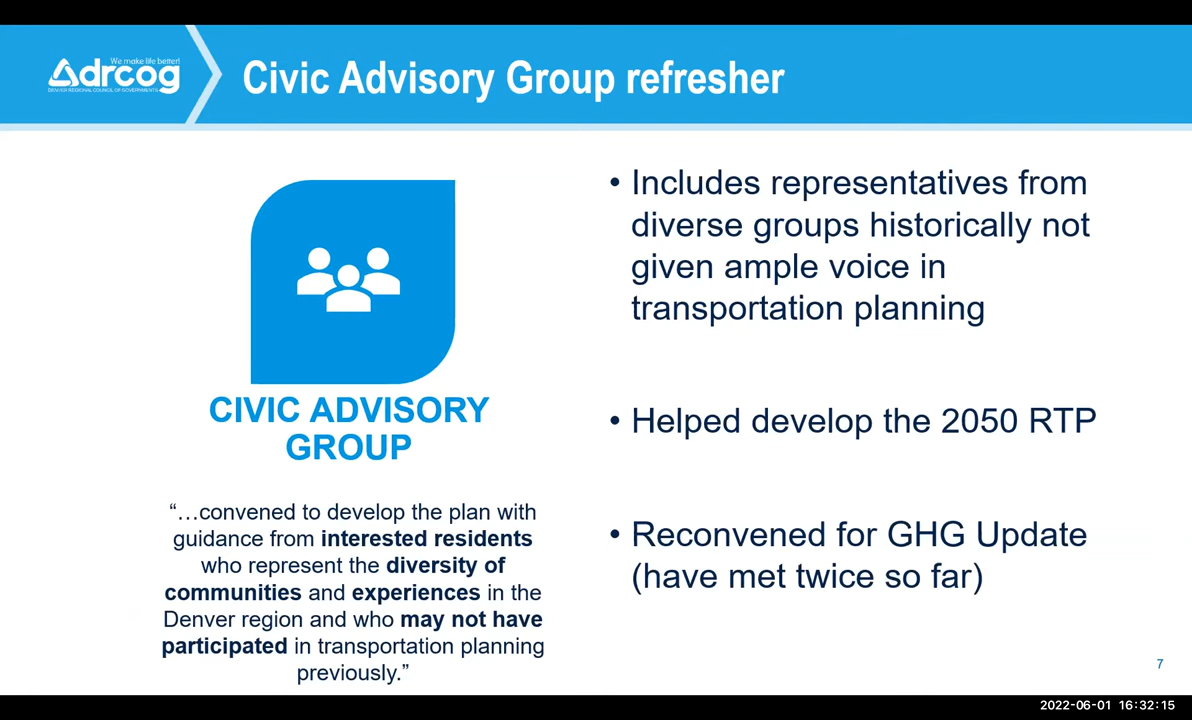 We make life better!
drcog
DENVER REGIONAL COUNCIL OF GOVERNMENTS
Civic Advisory Group refresher
CIVIC ADVISORY
GROUP
“…convened to develop the plan with
guidance from interested residents
who represent the diversity of
communities and experiences in the
Denver region and who may not have
participated in transportation planning
previously.”
• Includes representatives from
diverse groups historically not
given ample voice in
transportation planning
• Helped develop the 2050 RTP
• Reconvened for GHG Update
(have met twice so far)
7
2022-06-01 16:32:15